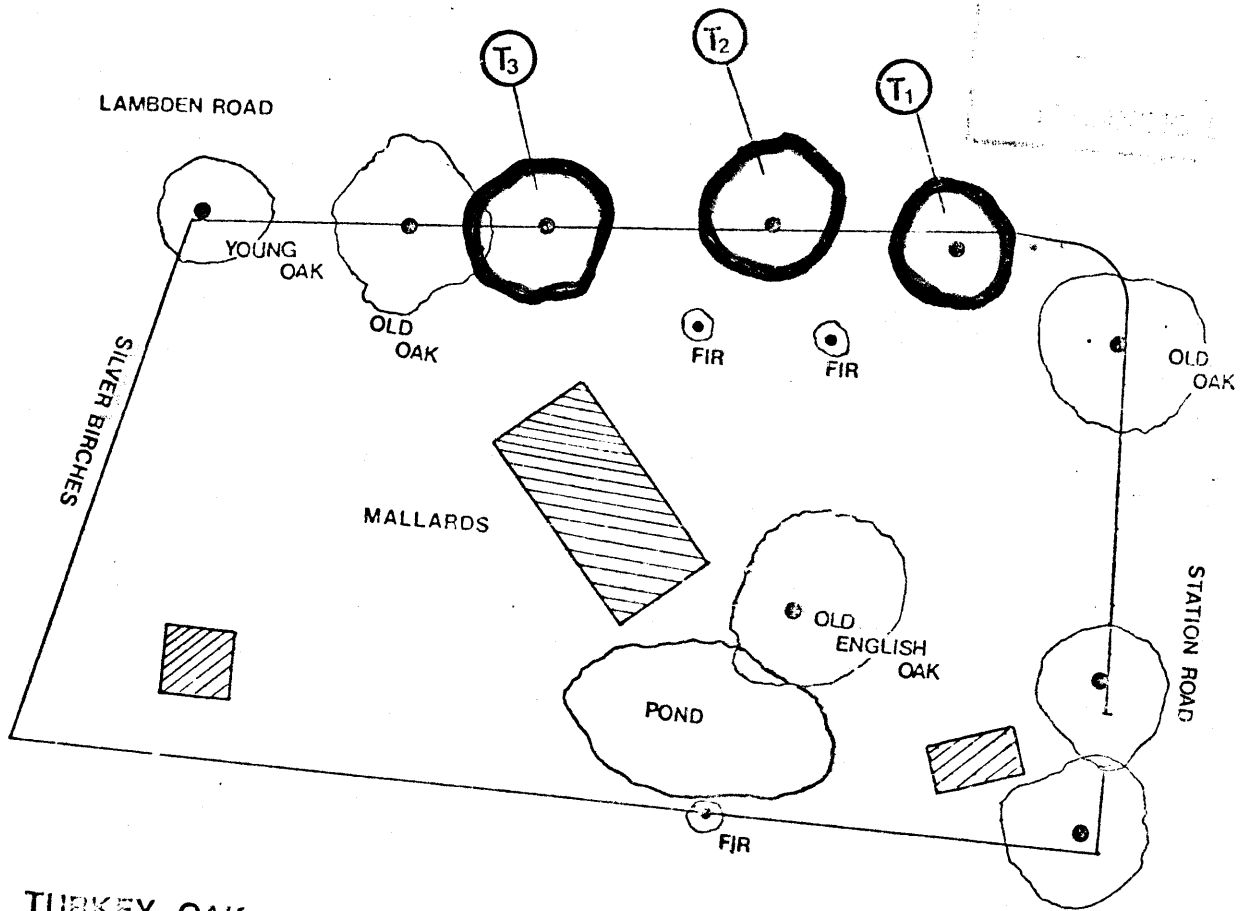 T3
T2
T1
LAMBDEN ROAD
YOUNG
OAK
OLD
OAK
FIR
FIR
OLD
OAK
SILVER BIRCHES
MALLARDS
STATION ROAD
OLD
ENGLISH
OAK
POND
FIR
TURKEY OAK